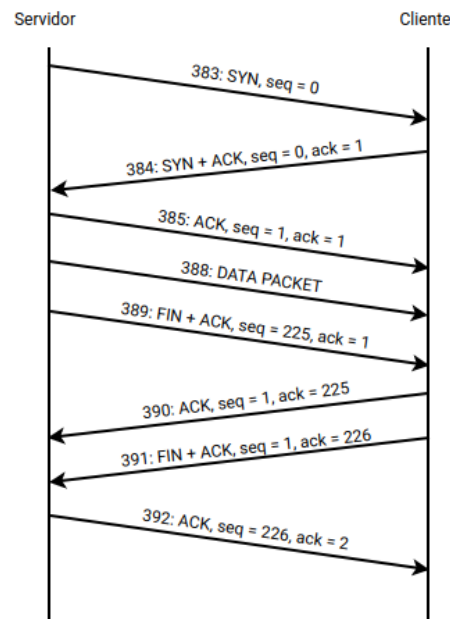 Servidor
Cliente
383: SYN, seq = 0
384: SYN + ACK, seq = 0, ack = 1
385: ACK, seq = 1, ack = 1
388: DATA PACKET
389: FIN + ACK, seq = 225, ack = 1
390: ACK, seq = 1, ack = 225
391: FIN + ACK, seq = 1, ack = 226
392: ACK, seq = 226, ack = 2